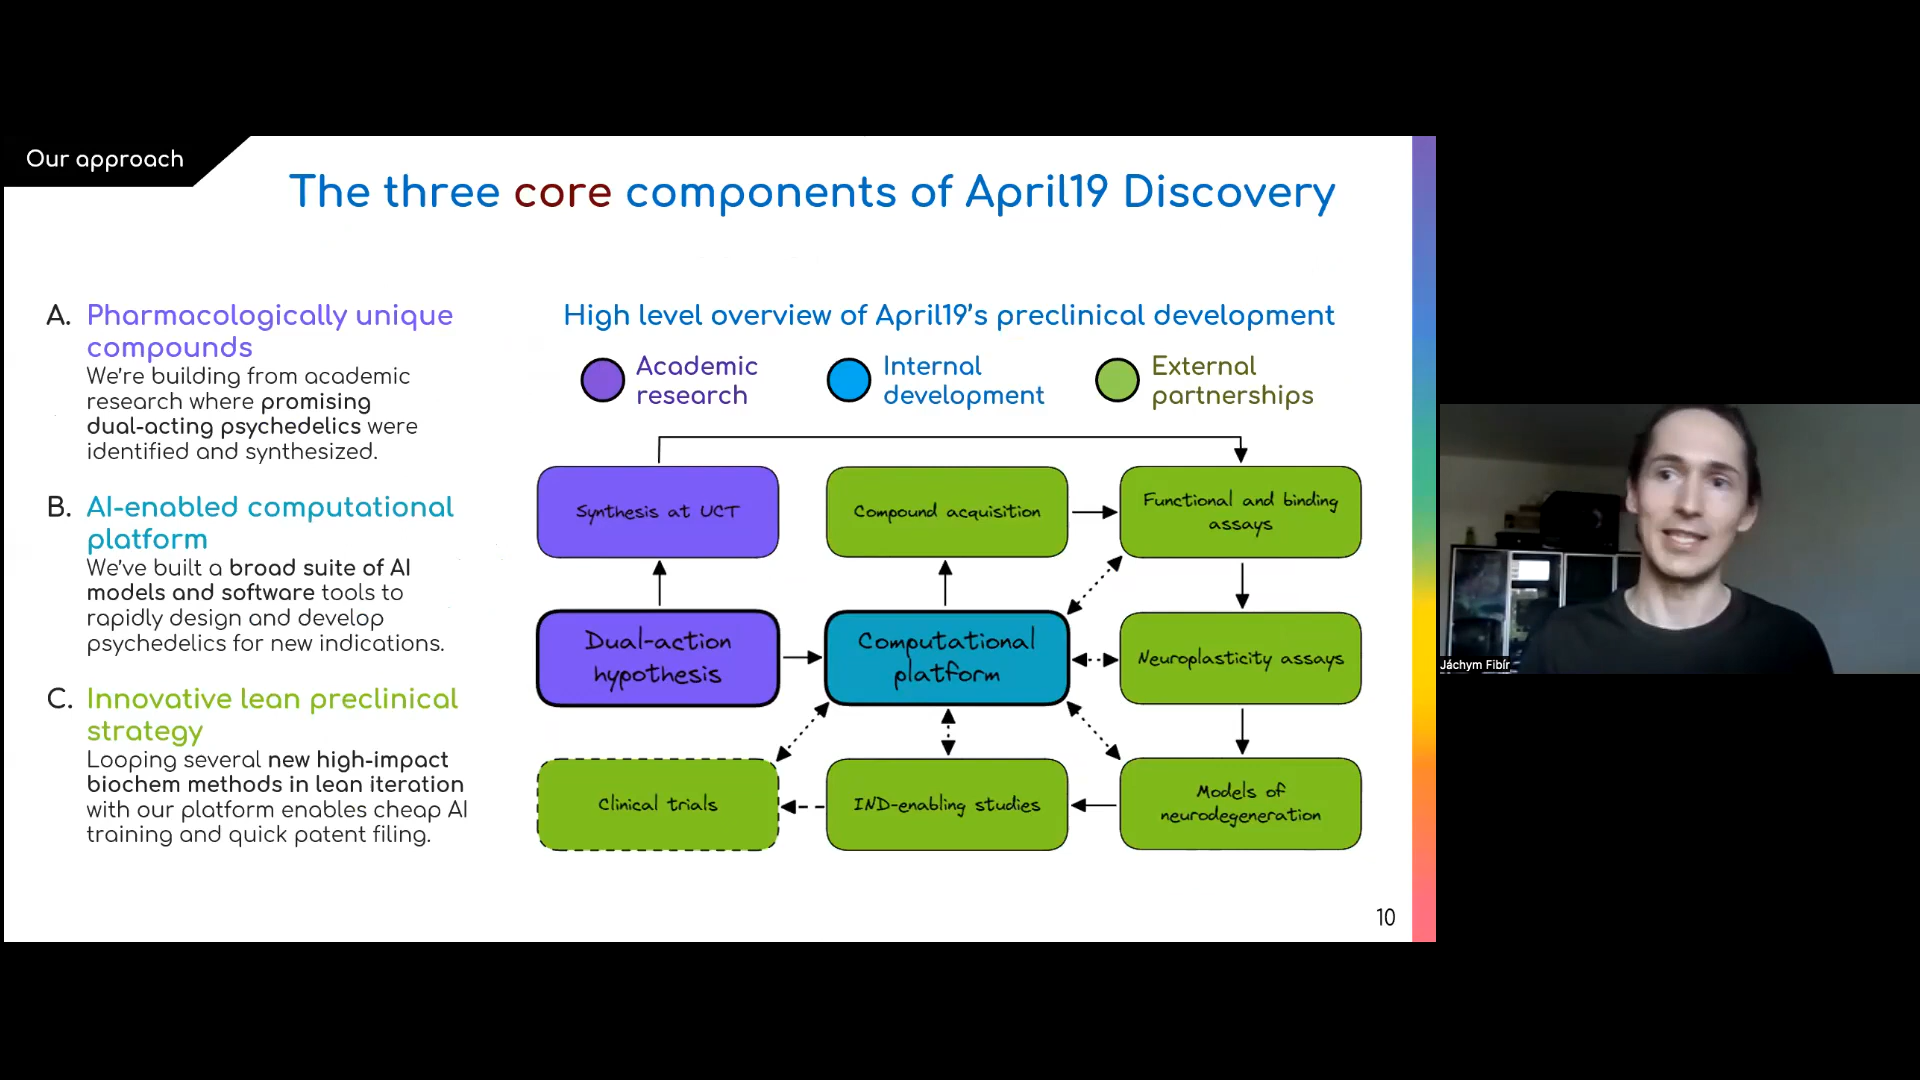 Our approach
The three core components of April19 Discovery
A. Pharmacologically unique
compounds
We're building from academic
research where promising
dual-acting psychedelics were
identified and synthesized.
B. AI-enabled computational
platform
We've built a broad suite of AI
models and software tools to
rapidly design and develop
psychedelics for new indications.
C. Innovative lean preclinical
strategy
Looping several new high-impact
biochem methods in lean iteration
with our platform enables cheap AI
training and quick patent filing.
High level overview of April19's preclinical development
Academic
research
Internal
development
External
partnerships
Synthesis at UCT
Compound acquisition
Functional and binding
assays
Dual-action
hypothesis
Computational
platform
Neuroplasticity assays
Clinical trials
IND-enabling studies
Models of
neurodegeneration
10
Jáchym Fibír